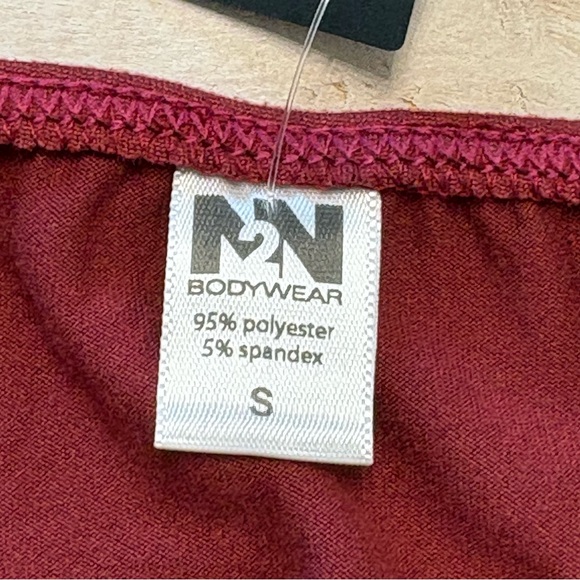 N2N
BODYWEAR
95% polyester
5% spandex
S